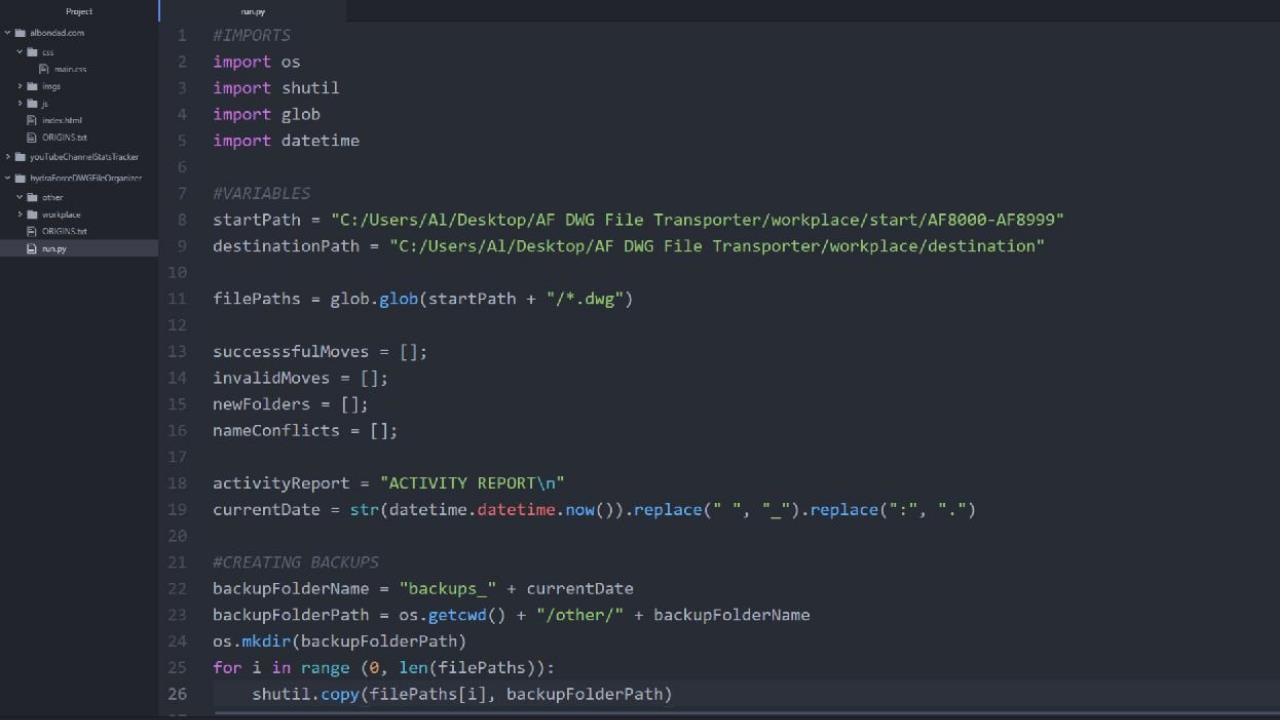 Project
albondad.com
css
main.css
imgs
js
index.html
ORIGINS.txt
youTubeChannelStatsTracker
hydraForceDWGFileOrganizer
other
workplace
ORIGINS.txt
run.py
run.py
1 #IMPORTS
2 import os
3 import shutil
4 import glob
5 import datetime
6
7 #VARIABLES
8 startPath = "C:/Users/Al/Desktop/AF DWG File Transporter/workplace/start/AF8000-AF8999"
9 destinationPath = "C:/Users/Al/Desktop/AF DWG File Transporter/workplace/destination"
10
11 filePaths = glob.glob(startPath + "/*.dwg")
12
13 successsfulMoves = [];
14 invalidMoves = [];
15 newFolders = [];
16 nameConflicts = [];
17
18 activityReport = "ACTIVITY REPORT\n"
19 currentDate = str(datetime.datetime.now()).replace(" ", "_").replace(":", ".")
20
21 #CREATING BACKUPS
22 backupFolderName = "backups_" + currentDate
23 backupFolderPath = os.getcwd() + "/other/" + backupFolderName
24 os.mkdir(backupFolderPath)
25 for i in range (0, len(filePaths)):
26 shutil.copy(filePaths[i], backupFolderPath)